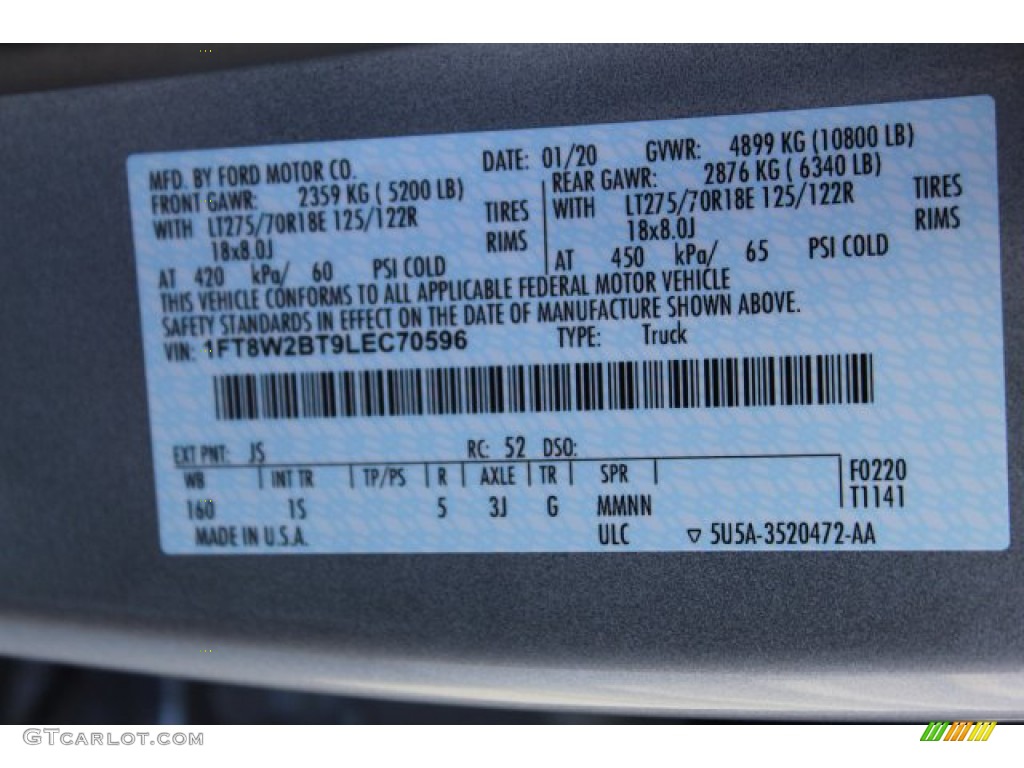 MFD. BY FORD MOTOR CO. DATE: 01/20 GVWR: 4899 KG (10800 LB)
FRONT GAWR: 2359 KG ( 5200 LB) REAR GAWR: 2876 KG ( 6340 LB)
WITH LT275/70R18E 125/122R TIRES WITH LT275/70R18E 125/122R TIRES
18x8.0J RIMS 18x8.0J RIMS
AT 420 kPa/ 60 PSI COLD AT 450 kPa/ 65 PSI COLD
THIS VEHICLE CONFORMS TO ALL APPLICABLE FEDERAL MOTOR VEHICLE
SAFETY STANDARDS IN EFFECT ON THE DATE OF MANUFACTURE SHOWN ABOVE.
VIN: 1FT8W2BT9LEC70596 TYPE: Truck
EXT PNT: JS RC: 52 DSO:
WB INT TR TP/PS R AXLE TR SPR F0220
160 1S 5 3J G MMNN T1141
MADE IN U.S.A. ULC ▽ 5U5A-3520472-AA
GTCarLot.com